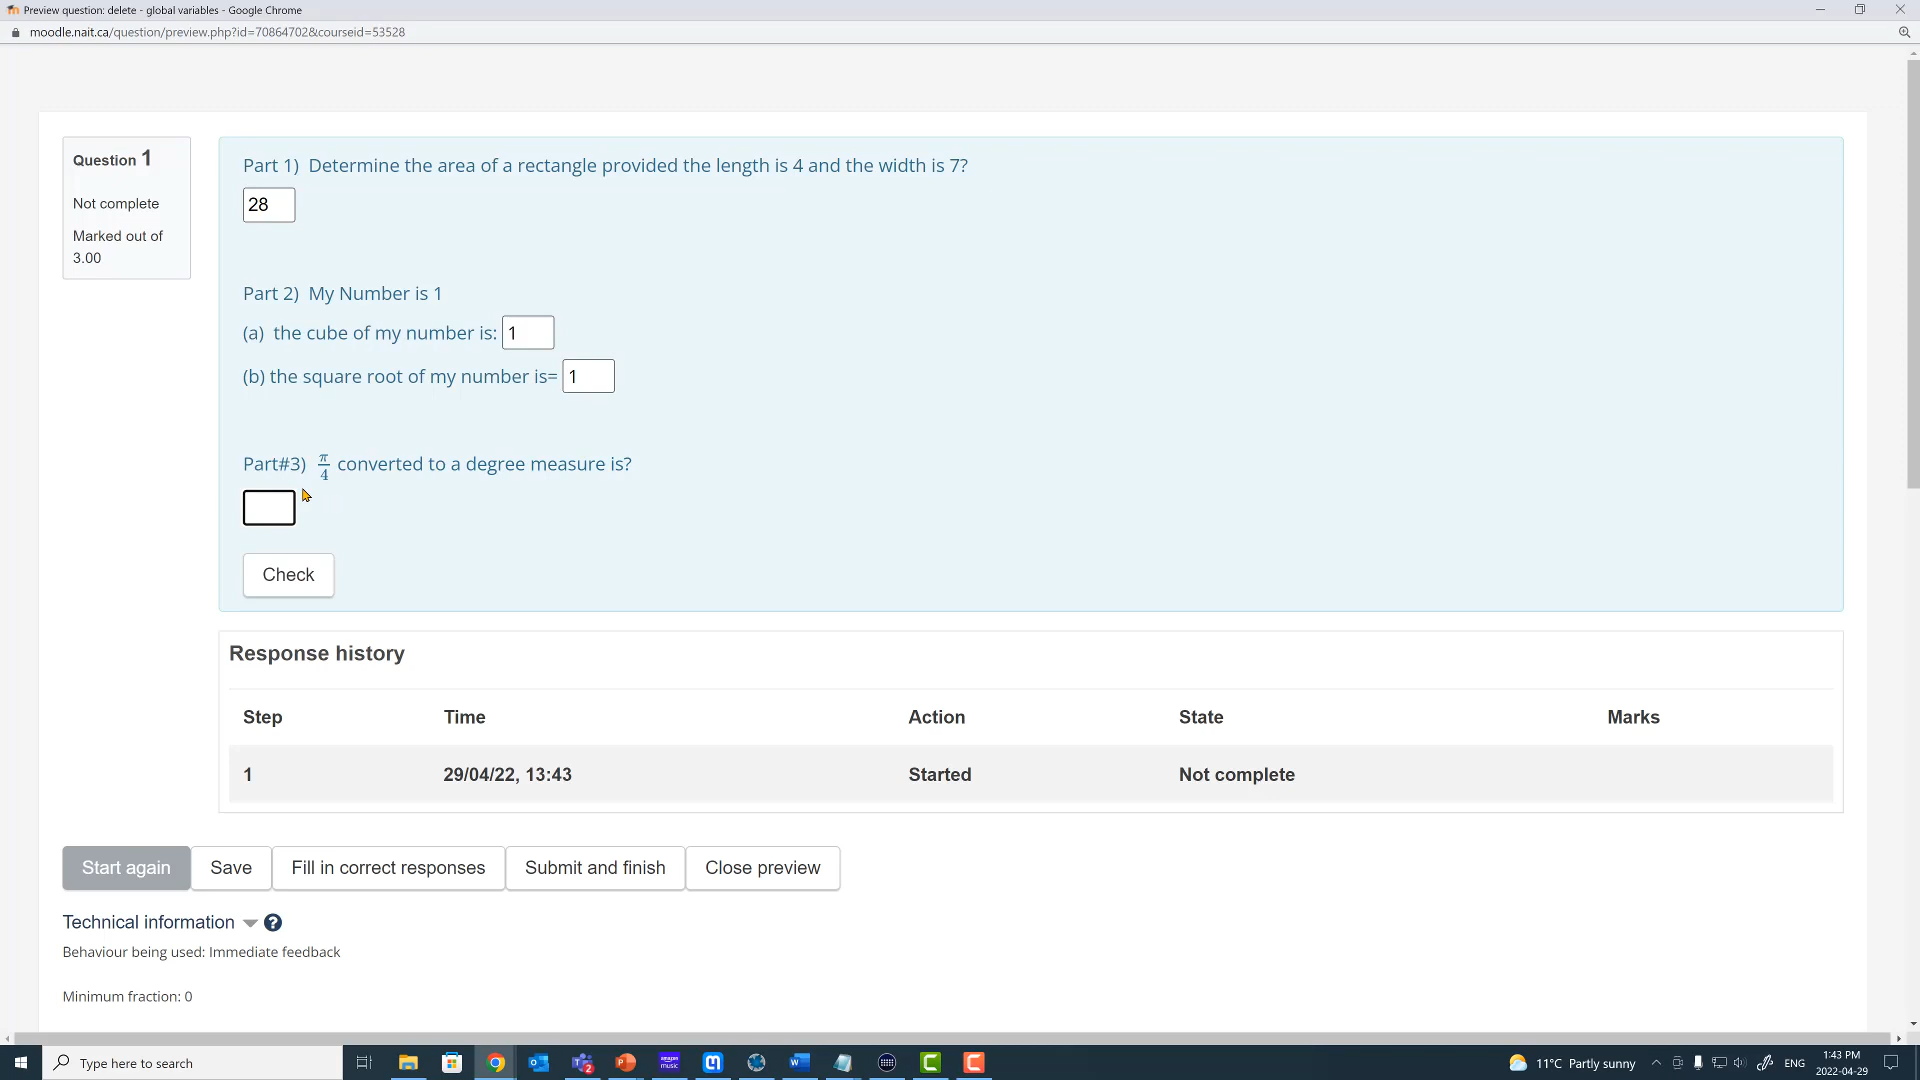 Preview question: delete - global variables - Google Chrome
moodle.nait.ca/question/preview.php?id=70864702&courseid=53528
Question 1
Not complete
Marked out of
3.00
Part 1) Determine the area of a rectangle provided the length is 4 and the width is 7?
28
Part 2) My Number is 1
(a) the cube of my number is: 1
(b) the square root of my number is= 1
Part#3) π/4 converted to a degree measure is?
Check
Response history
Step Time Action State Marks
1 29/04/22, 13:43 Started Not complete
Start again Save Fill in correct responses Submit and finish Close preview
Technical information ?
Behaviour being used: Immediate feedback
Minimum fraction: 0
Type here to search
amazon music
2
11°C Partly sunny
ENG
1:43 PM
2022-04-29